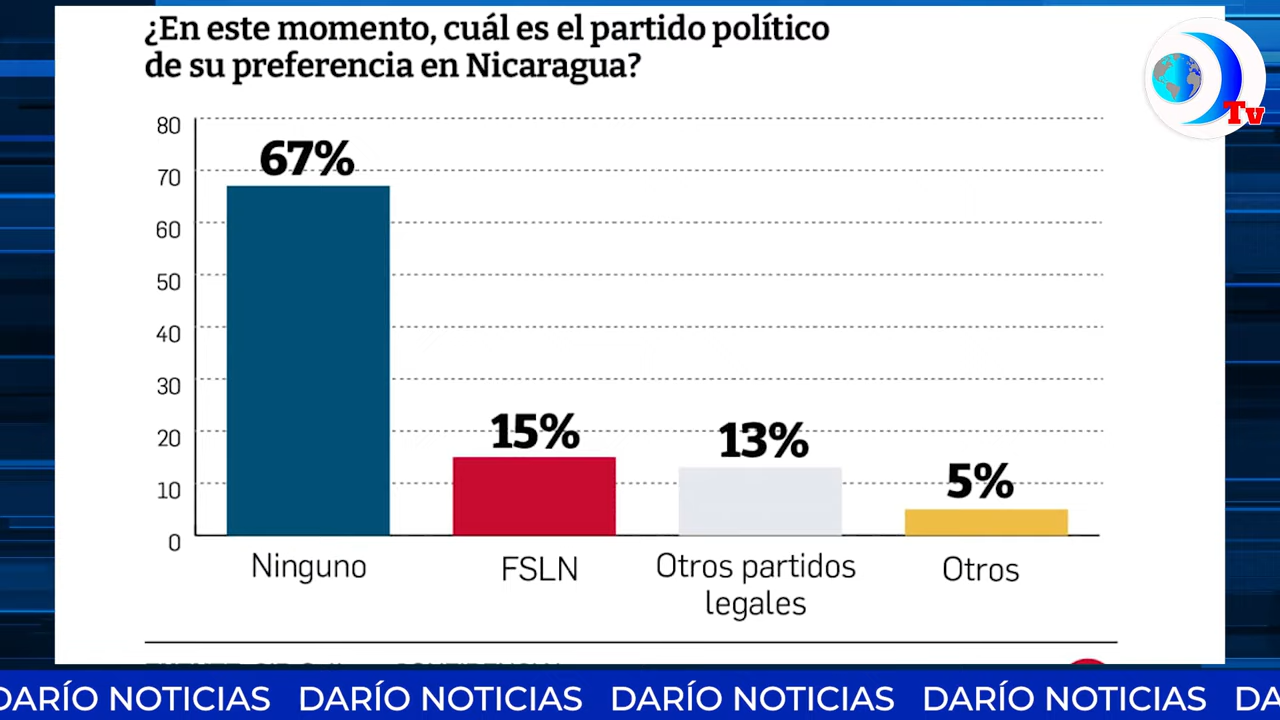 ¿En este momento, cuál es el partido político
de su preferencia en Nicaragua?
80
70
60
50
40
30
20
10
0
67%
15%
13%
5%
Ninguno
FSLN
Otros partidos
legales
Otros
Tv
DARÍO NOTICIAS DARÍO NOTICIAS DARÍO NOTICIAS DARÍO NOTICIAS DA